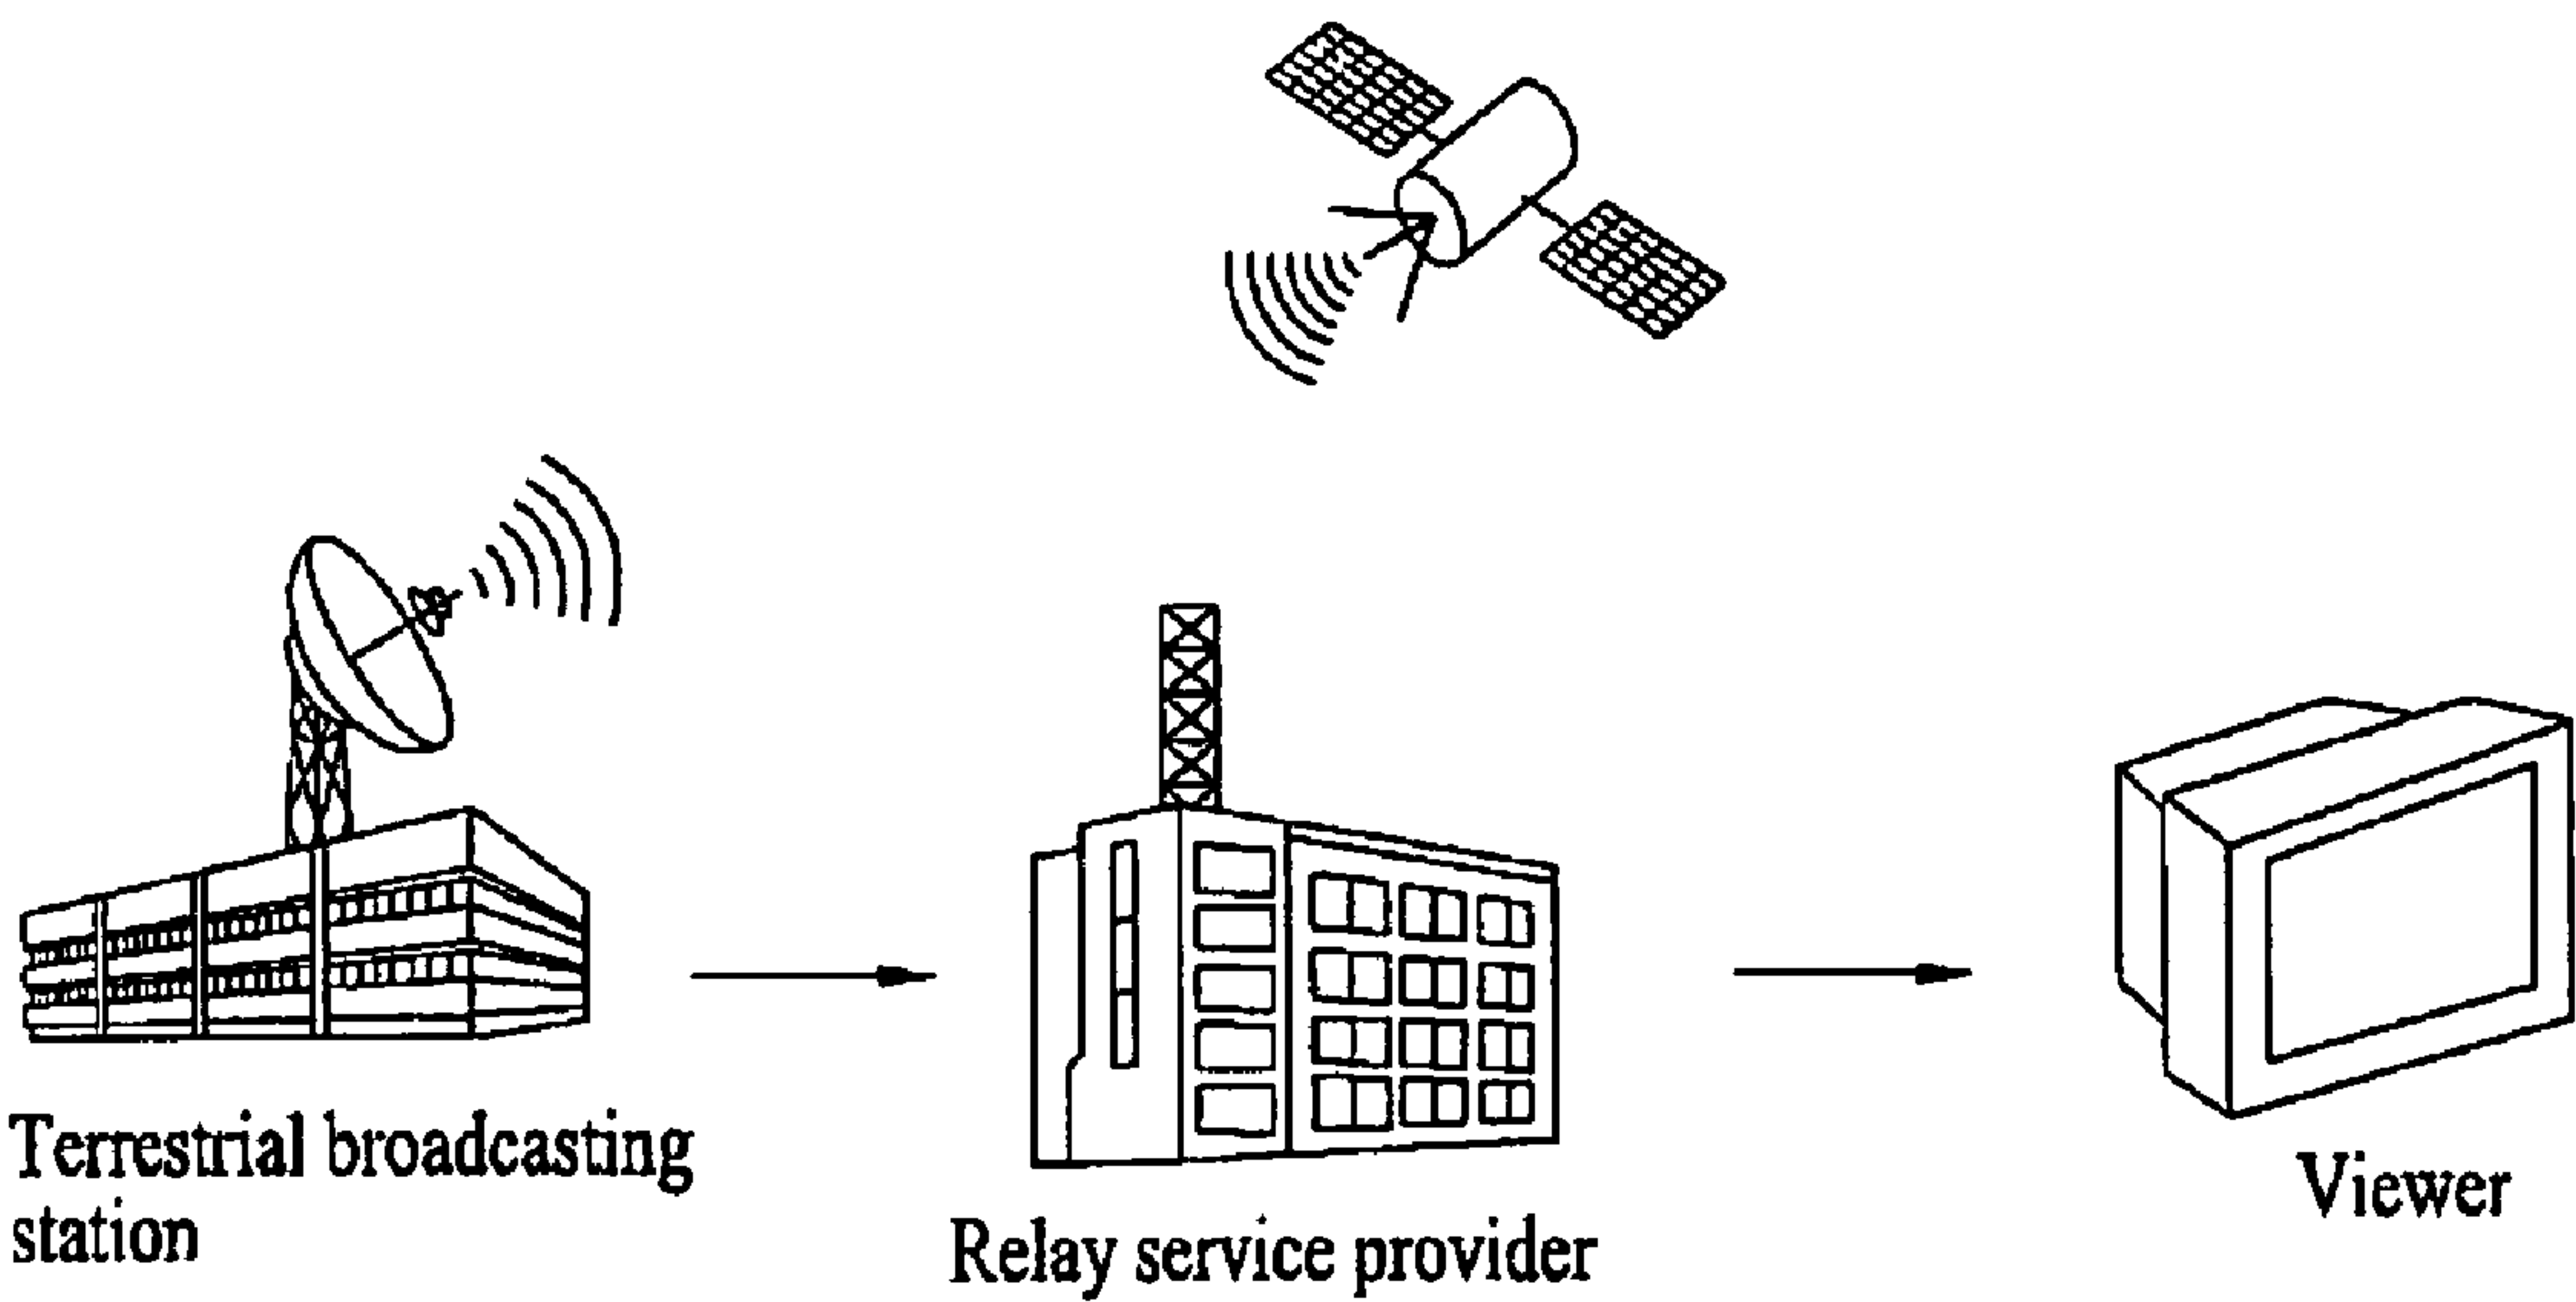 Terrestrial broadcasting
station
Relay service provider
Viewer